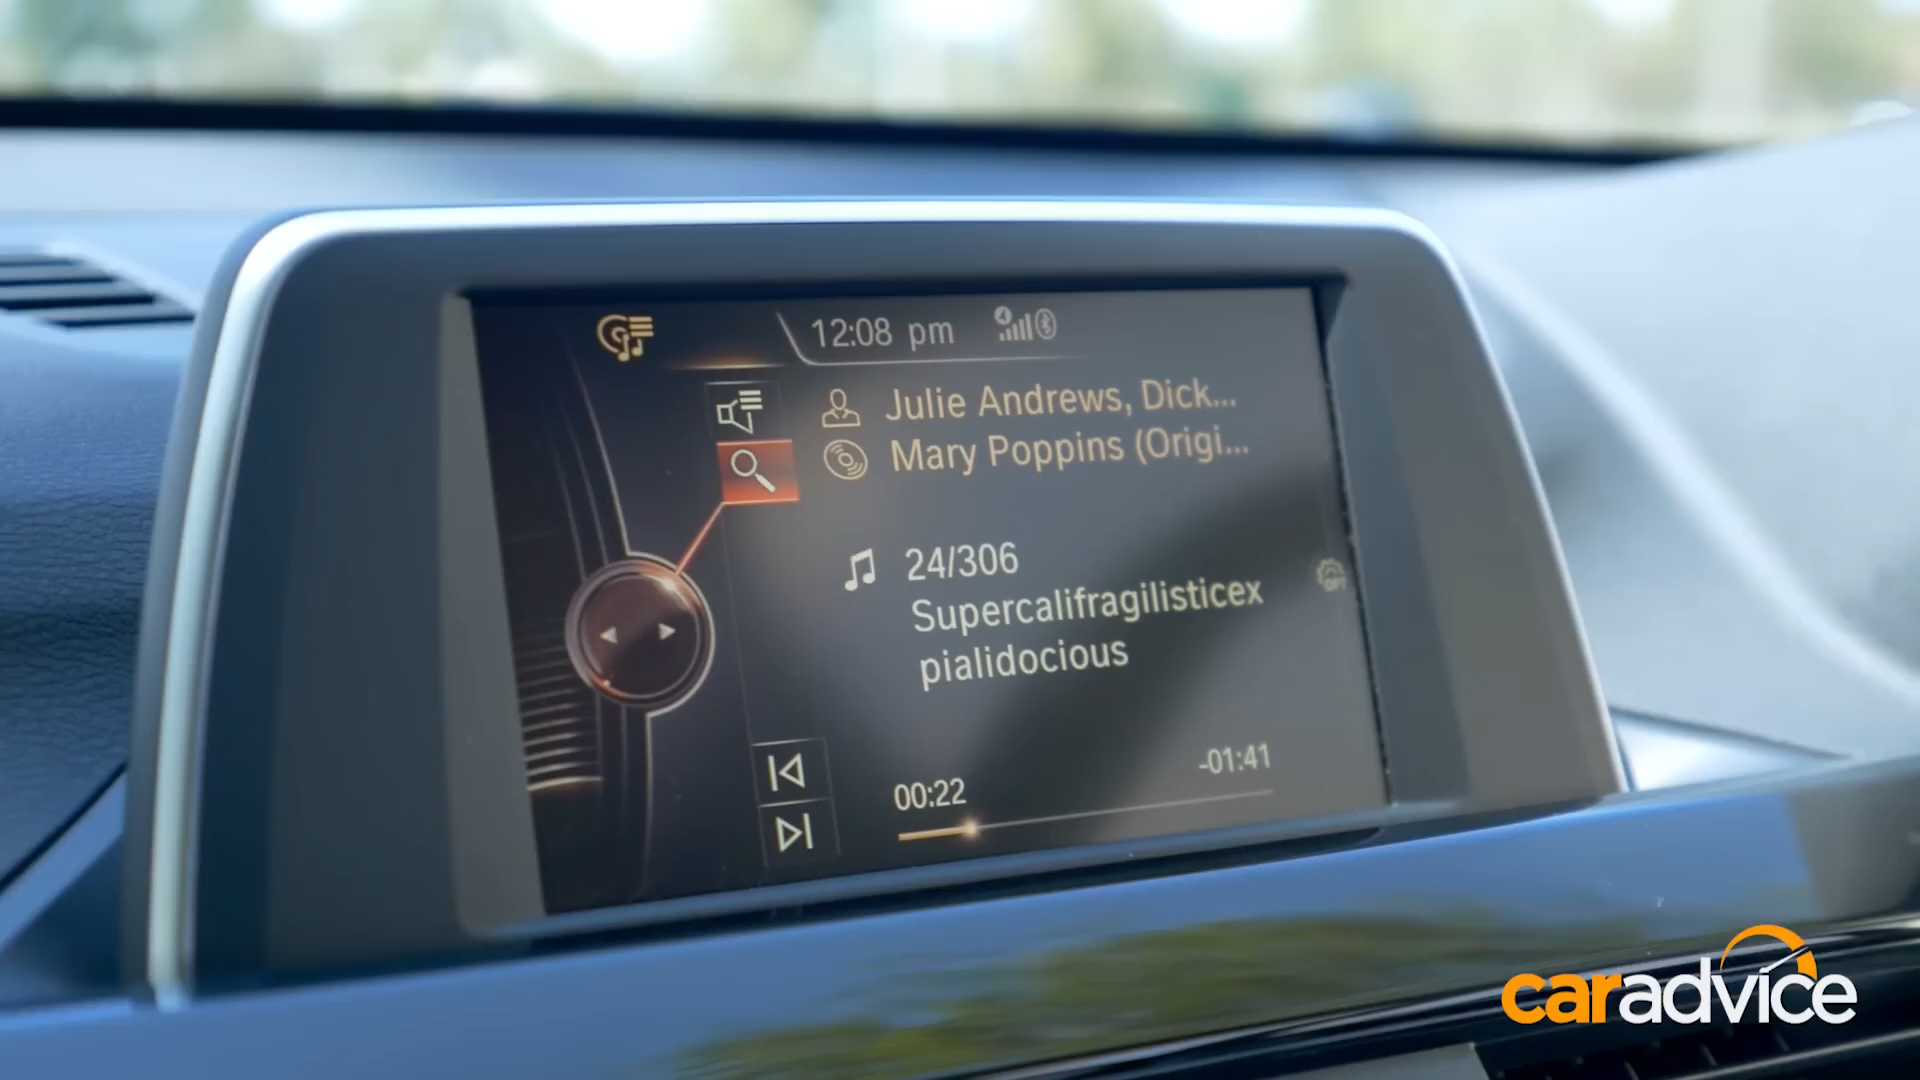 12:08 pm
Julie Andrews, Dick...
Mary Poppins (Origi...
24/306
Supercalifragilisticex
pialidocious
00:22
-01:41
caradvice